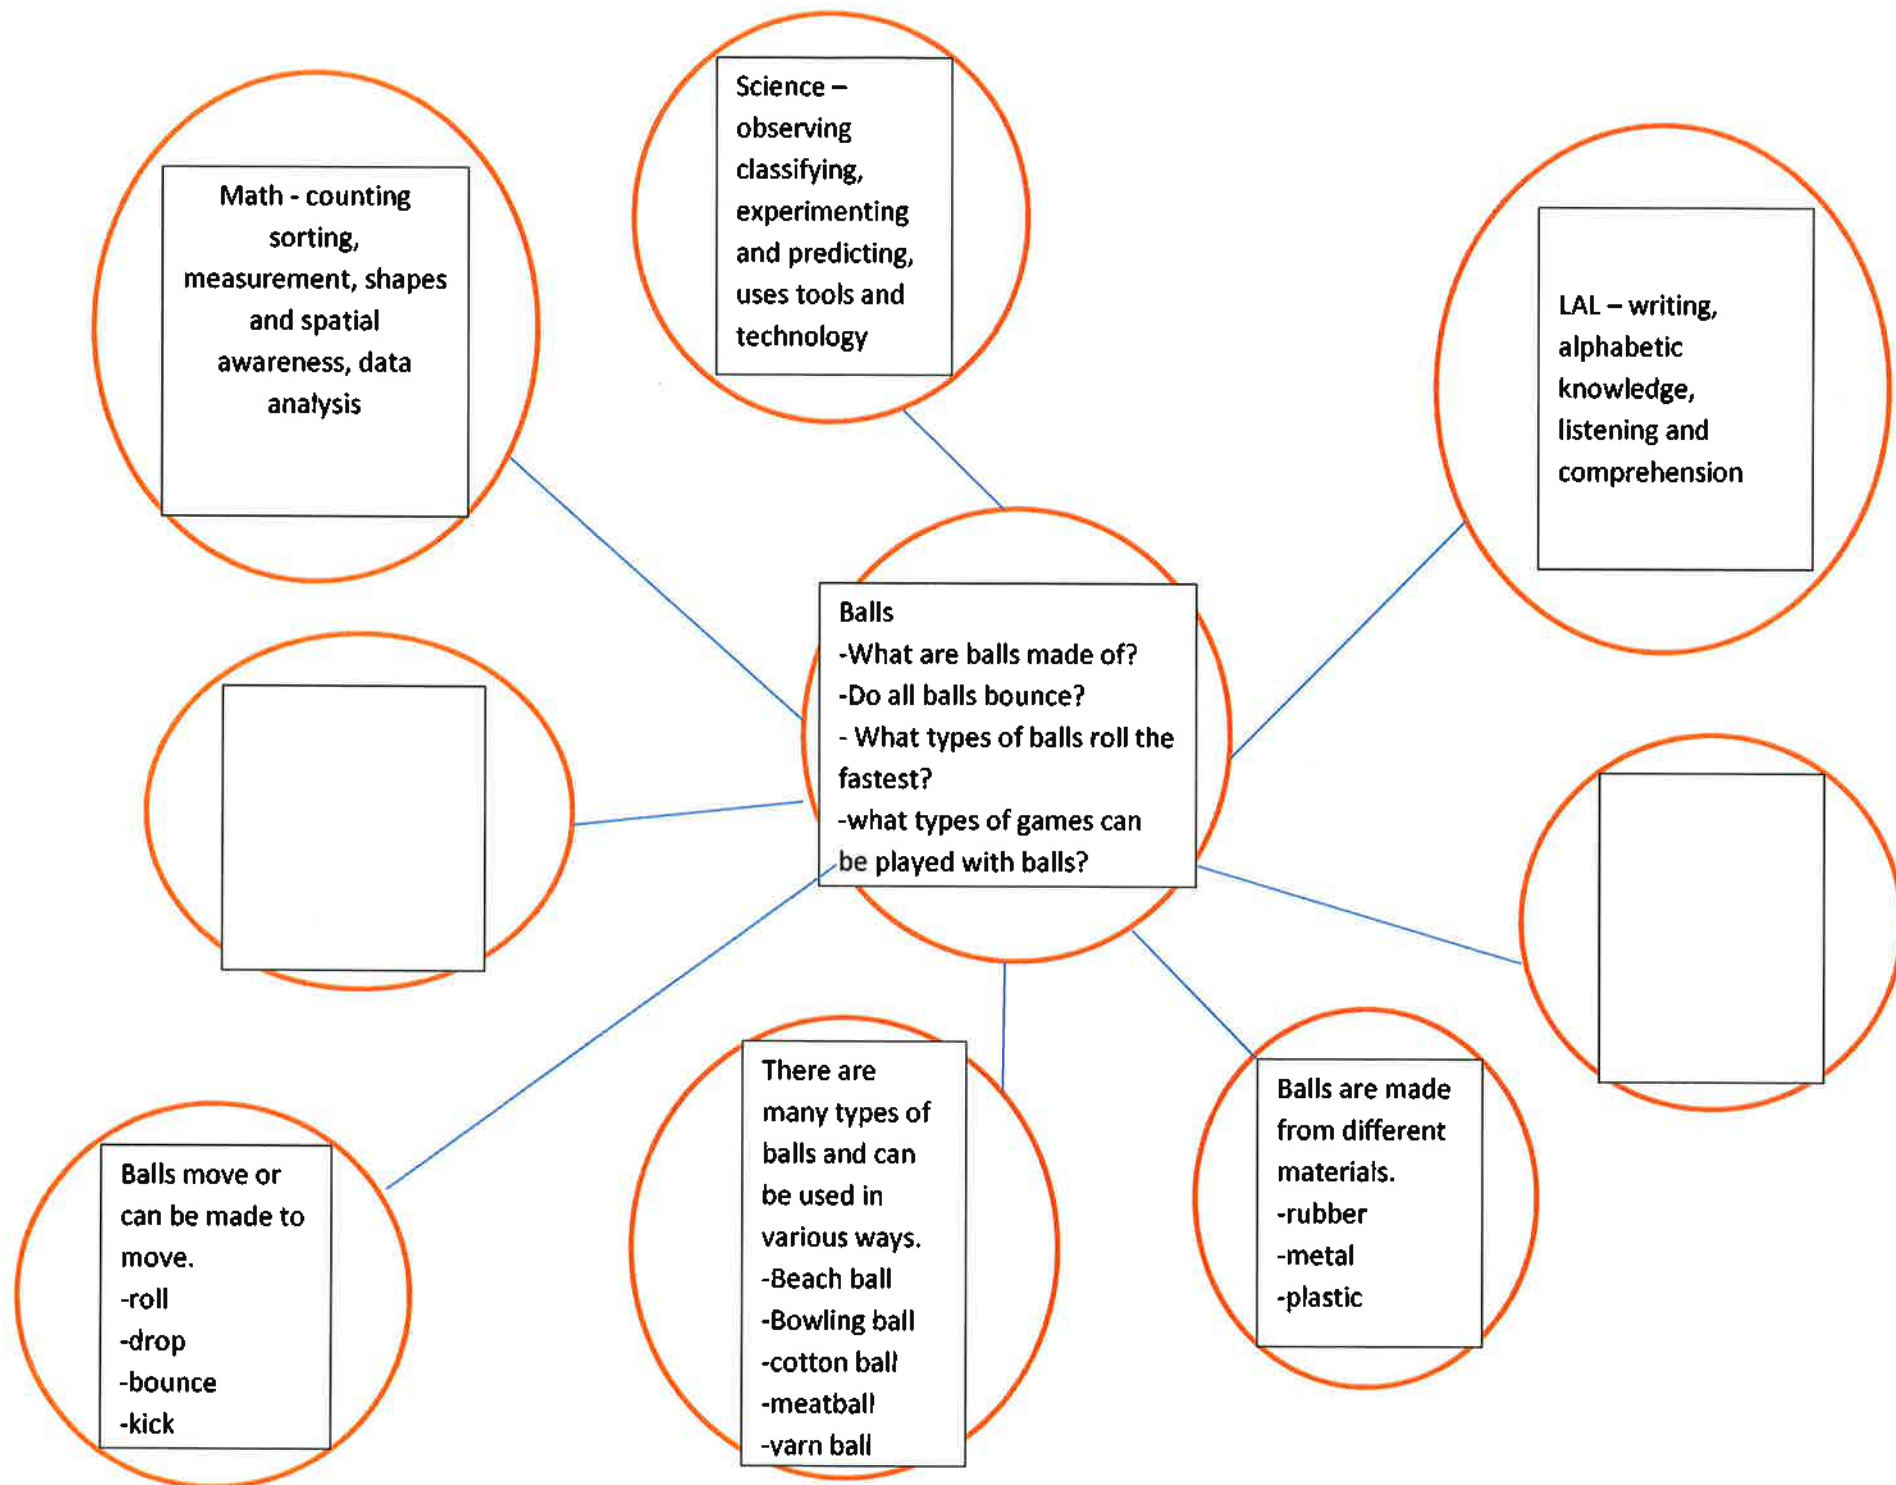 Math - counting
sorting,
measurement, shapes
and spatial
awareness, data
analysis
Science –
observing
classifying,
experimenting
and predicting,
uses tools and
technology
LAL – writing,
alphabetic
knowledge,
listening and
comprehension
Balls
-What are balls made of?
-Do all balls bounce?
- What types of balls roll the
fastest?
-what types of games can
be played with balls?
Balls move or
can be made to
move.
-roll
-drop
-bounce
-kick
There are
many types of
balls and can
be used in
various ways.
-Beach ball
-Bowling ball
-cotton ball
-meatball
-yarn ball
Balls are made
from different
materials.
-rubber
-metal
-plastic